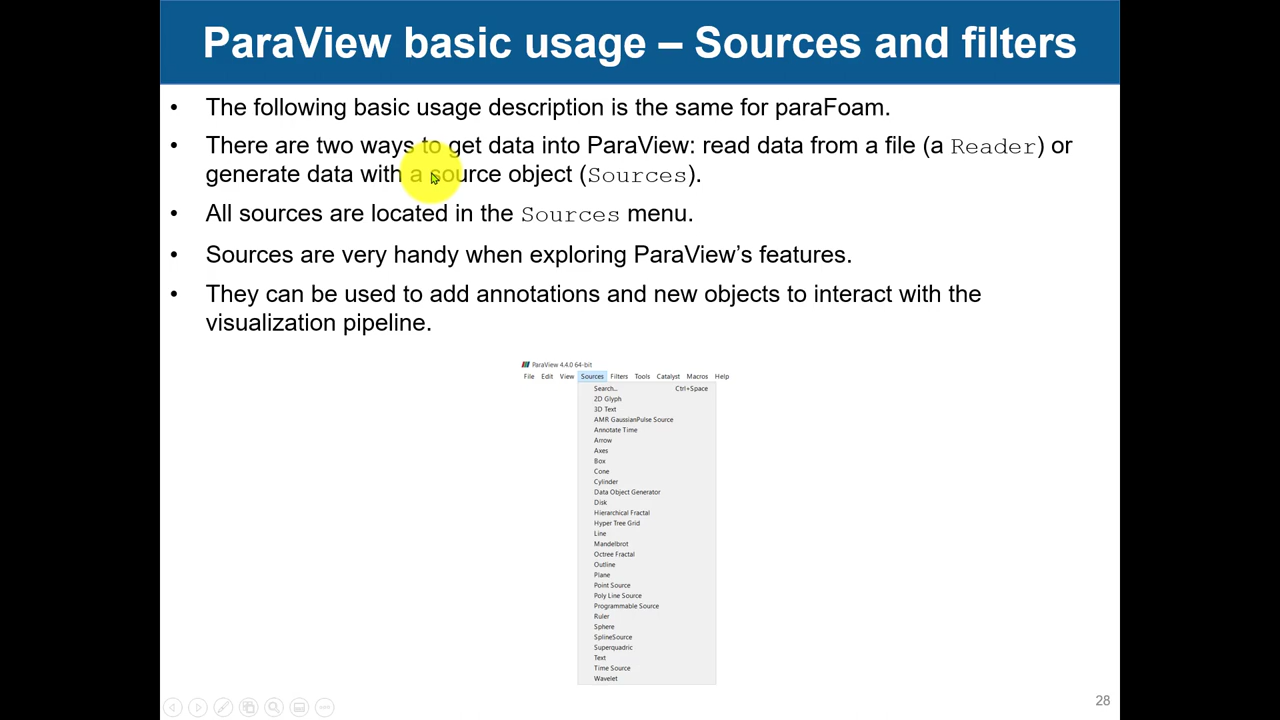 ParaView basic usage – Sources and filters
• The following basic usage description is the same for paraFoam.
• There are two ways to get data into ParaView: read data from a file (a Reader) or
generate data with a source object (Sources).
• All sources are located in the Sources menu.
• Sources are very handy when exploring ParaView’s features.
• They can be used to add annotations and new objects to interact with the
visualization pipeline.
ParaView 4.4.0 64-bit
File Edit View Sources Filters Tools Catalyst Macros Help
Search... Ctrl+Space
2D Glyph
3D Text
AMR GaussianPulse Source
Annotate Time
Arrow
Axes
Box
Cone
Cylinder
Data Object Generator
Disk
Hierarchical Fractal
Hyper Tree Grid
Line
Mandelbrot
Octree Fractal
Outline
Plane
Point Source
Poly Line Source
Programmable Source
Ruler
Sphere
SplineSource
Superquadric
Text
Time Source
Wavelet
28